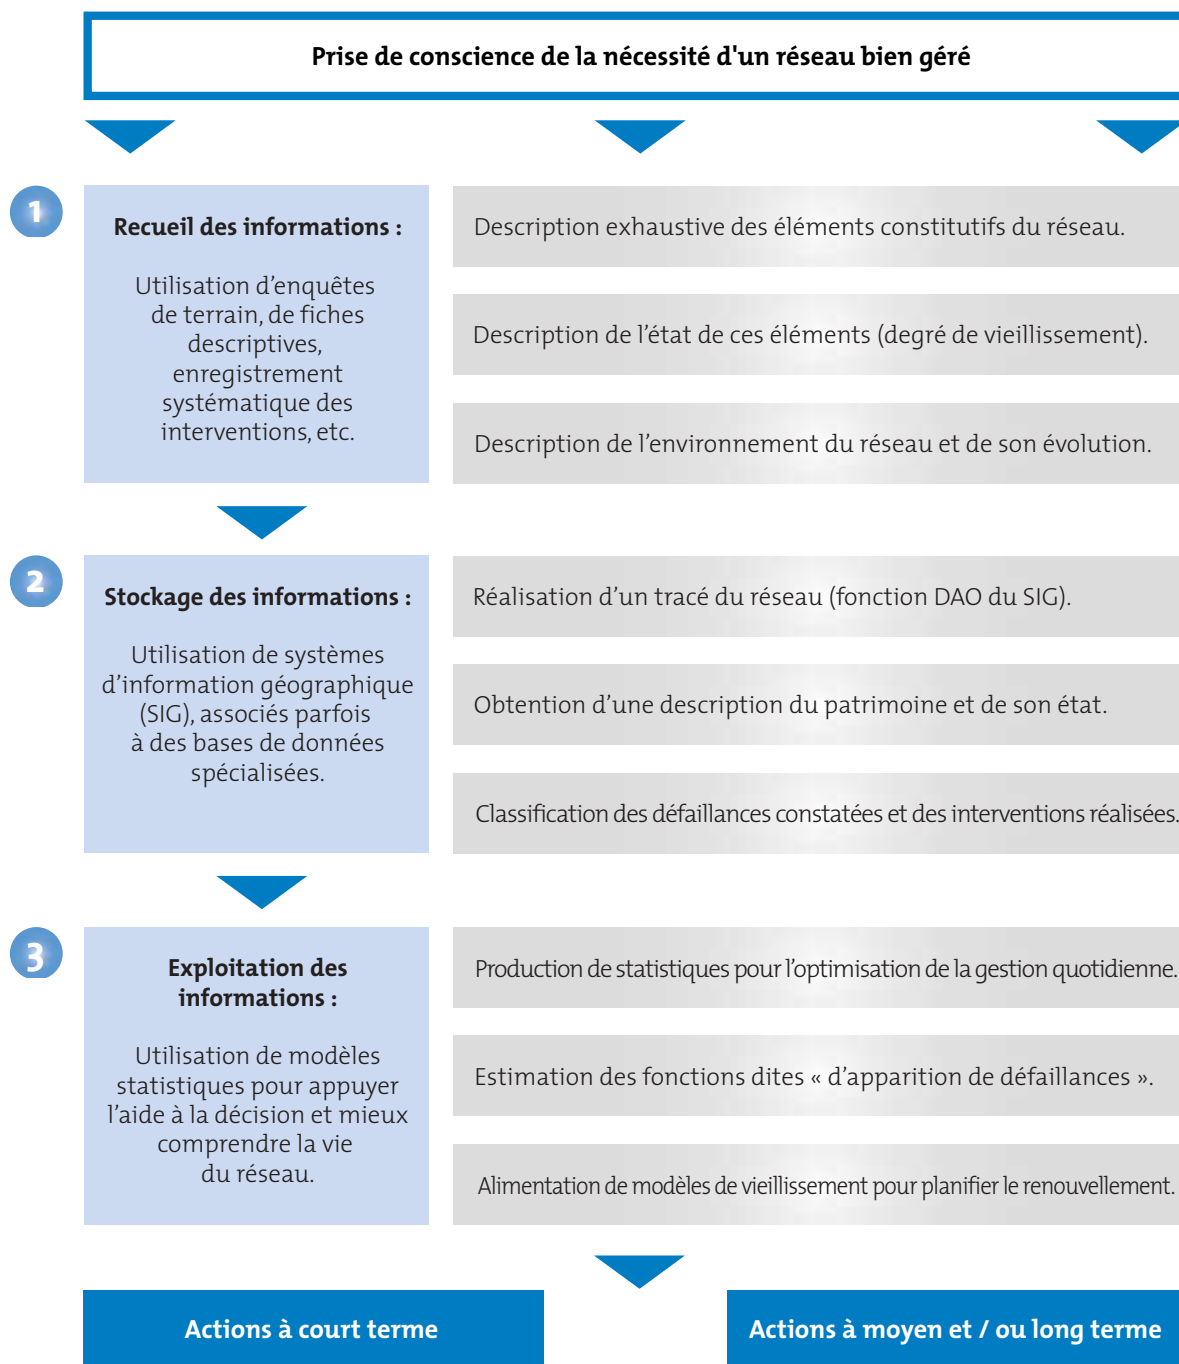 Prise de conscience de la nécessité d'un réseau bien géré
1
Recueil des informations :
Utilisation d’enquêtes
de terrain, de fiches
descriptives,
enregistrement
systématique des
interventions, etc.
Description exhaustive des éléments constitutifs du réseau.
Description de l’état de ces éléments (degré de vieillissement).
Description de l’environnement du réseau et de son évolution.
2
Stockage des informations :
Utilisation de systèmes
d’information géographique
(SIG), associés parfois
à des bases de données
spécialisées.
Réalisation d’un tracé du réseau (fonction DAO du SIG).
Obtention d’une description du patrimoine et de son état.
Classification des défaillances constatées et des interventions réalisées.
3
Exploitation des
informations :
Utilisation de modèles
statistiques pour appuyer
l’aide à la décision et mieux
comprendre la vie
du réseau.
Production de statistiques pour l’optimisation de la gestion quotidienne.
Estimation des fonctions dites « d’apparition de défaillances ».
Alimentation de modèles de vieillissement pour planifier le renouvellement.
Actions à court terme
Actions à moyen et / ou long terme